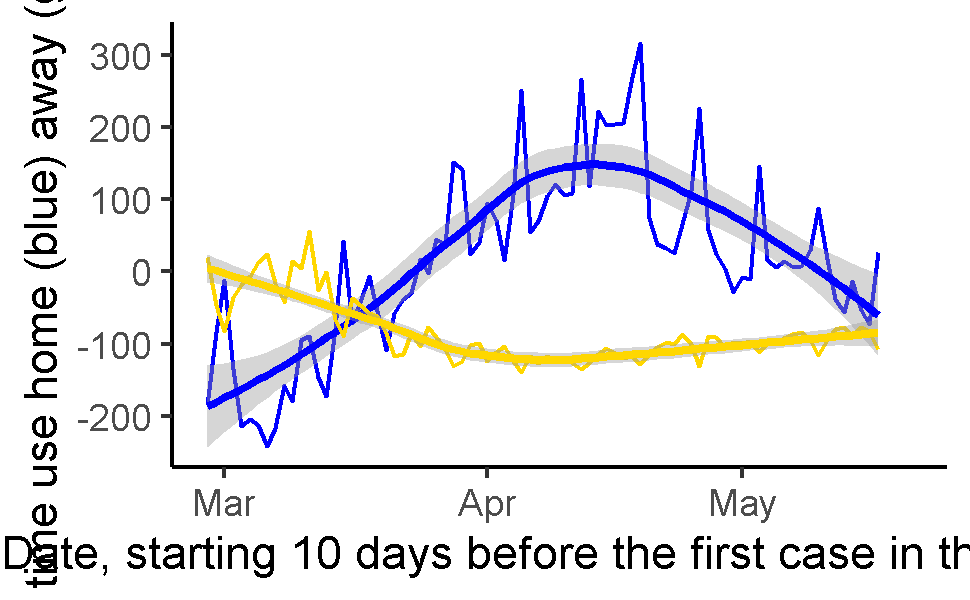 time use home (blue) away (
300
200
100
0
-100
-200
Mar Apr May
Date, starting 10 days before the first case in th